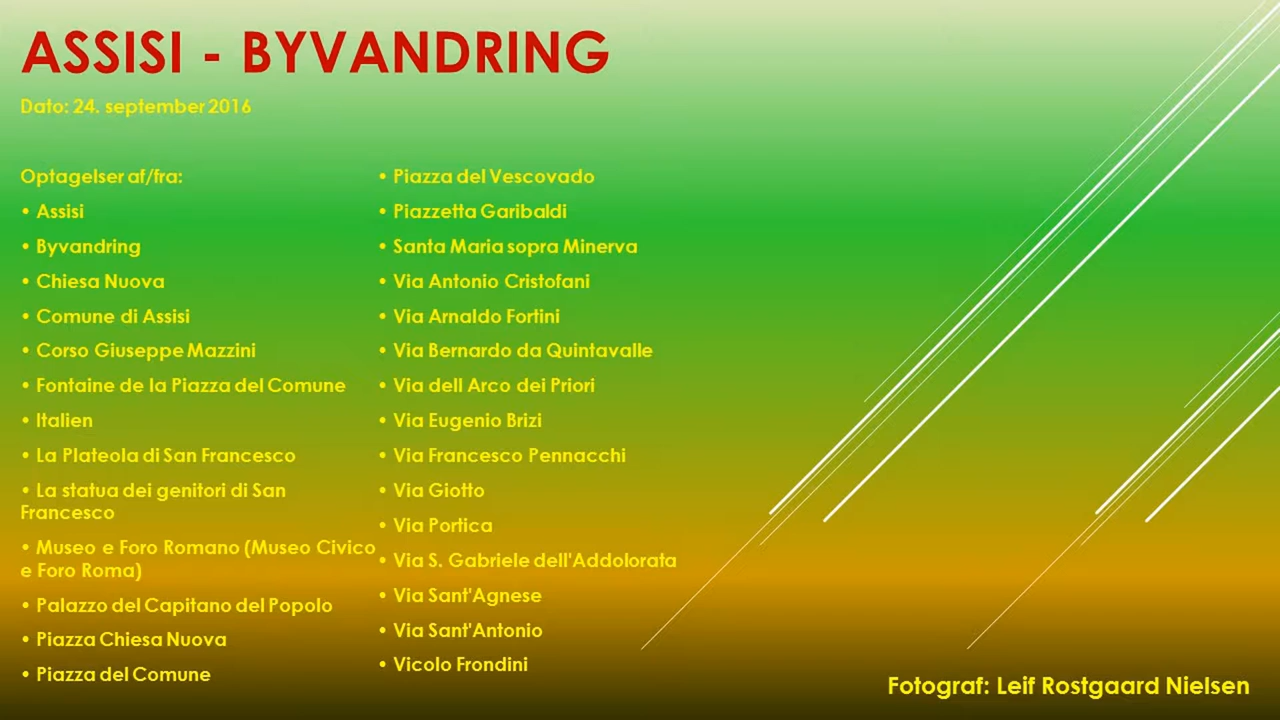 ASSISI - BYVANDRING
Dato: 24. september 2016
Optagelser af/fra:
• Assisi
• Byvandring
• Chiesa Nuova
• Comune di Assisi
• Corso Giuseppe Mazzini
• Fontaine de la Piazza del Comune
• Italien
• La Plateola di San Francesco
• La statua dei genitori di San
Francesco
• Museo e Foro Romano (Museo Civico
e Foro Roma)
• Palazzo del Capitano del Popolo
• Piazza Chiesa Nuova
• Piazza del Comune
• Piazza del Vescovado
• Piazzetta Garibaldi
• Santa Maria sopra Minerva
• Via Antonio Cristofani
• Via Arnaldo Fortini
• Via Bernardo da Quintavalle
• Via dell Arco dei Priori
• Via Eugenio Brizi
• Via Francesco Pennacchi
• Via Giotto
• Via Portica
• Via S. Gabriele dell'Addolorata
• Via Sant'Agnese
• Via Sant'Antonio
• Vicolo Frondini
Fotograf: Leif Rostgaard Nielsen